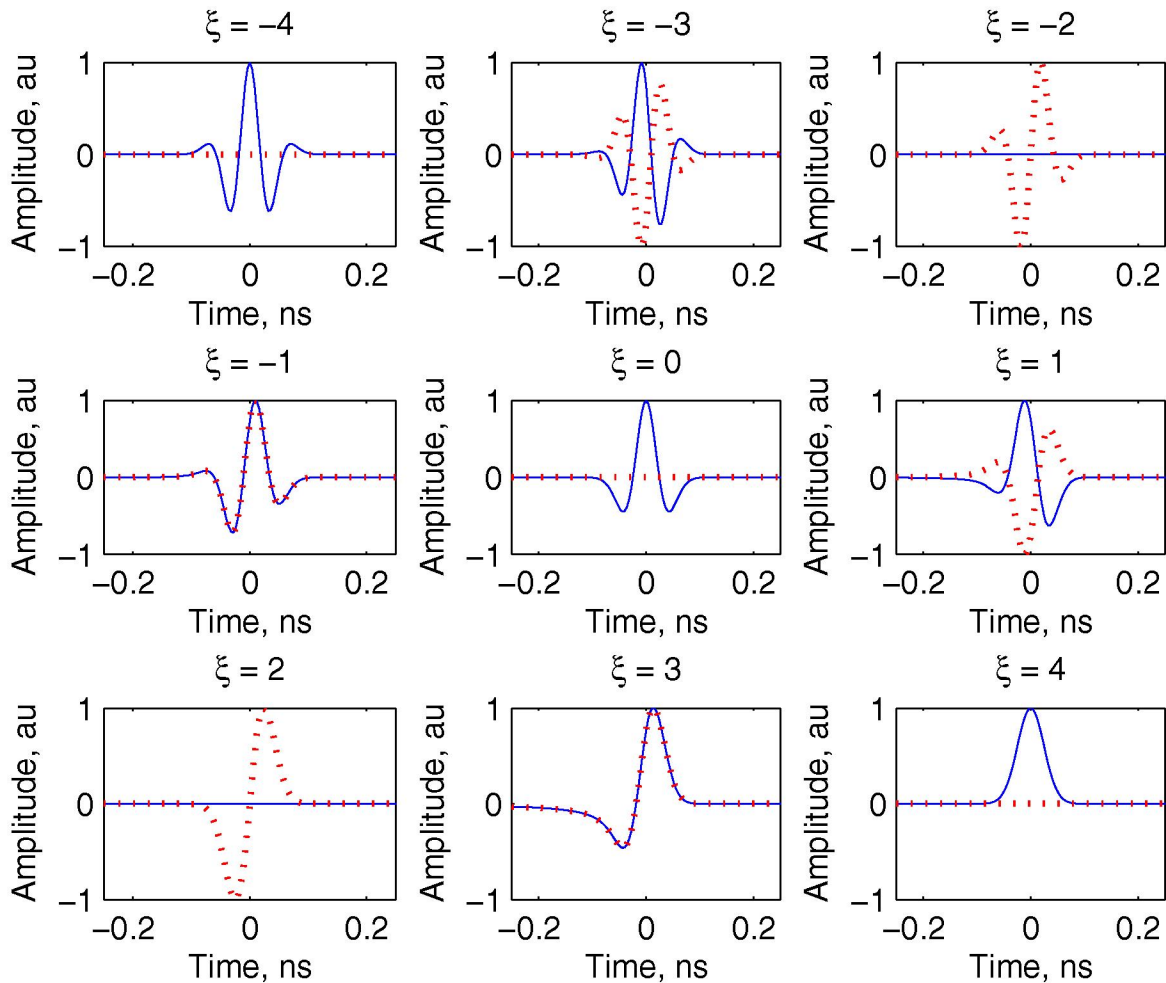 ξ = −4
Amplitude, au
1
0
−1
−0.2 0 0.2
Time, ns
ξ = −3
Amplitude, au
1
0
−1
−0.2 0 0.2
Time, ns
ξ = −2
Amplitude, au
1
0
−1
−0.2 0 0.2
Time, ns
ξ = −1
Amplitude, au
1
0
−1
−0.2 0 0.2
Time, ns
ξ = 0
Amplitude, au
1
0
−1
−0.2 0 0.2
Time, ns
ξ = 1
Amplitude, au
1
0
−1
−0.2 0 0.2
Time, ns
ξ = 2
Amplitude, au
1
0
−1
−0.2 0 0.2
Time, ns
ξ = 3
Amplitude, au
1
0
−1
−0.2 0 0.2
Time, ns
ξ = 4
Amplitude, au
1
0
−1
−0.2 0 0.2
Time, ns